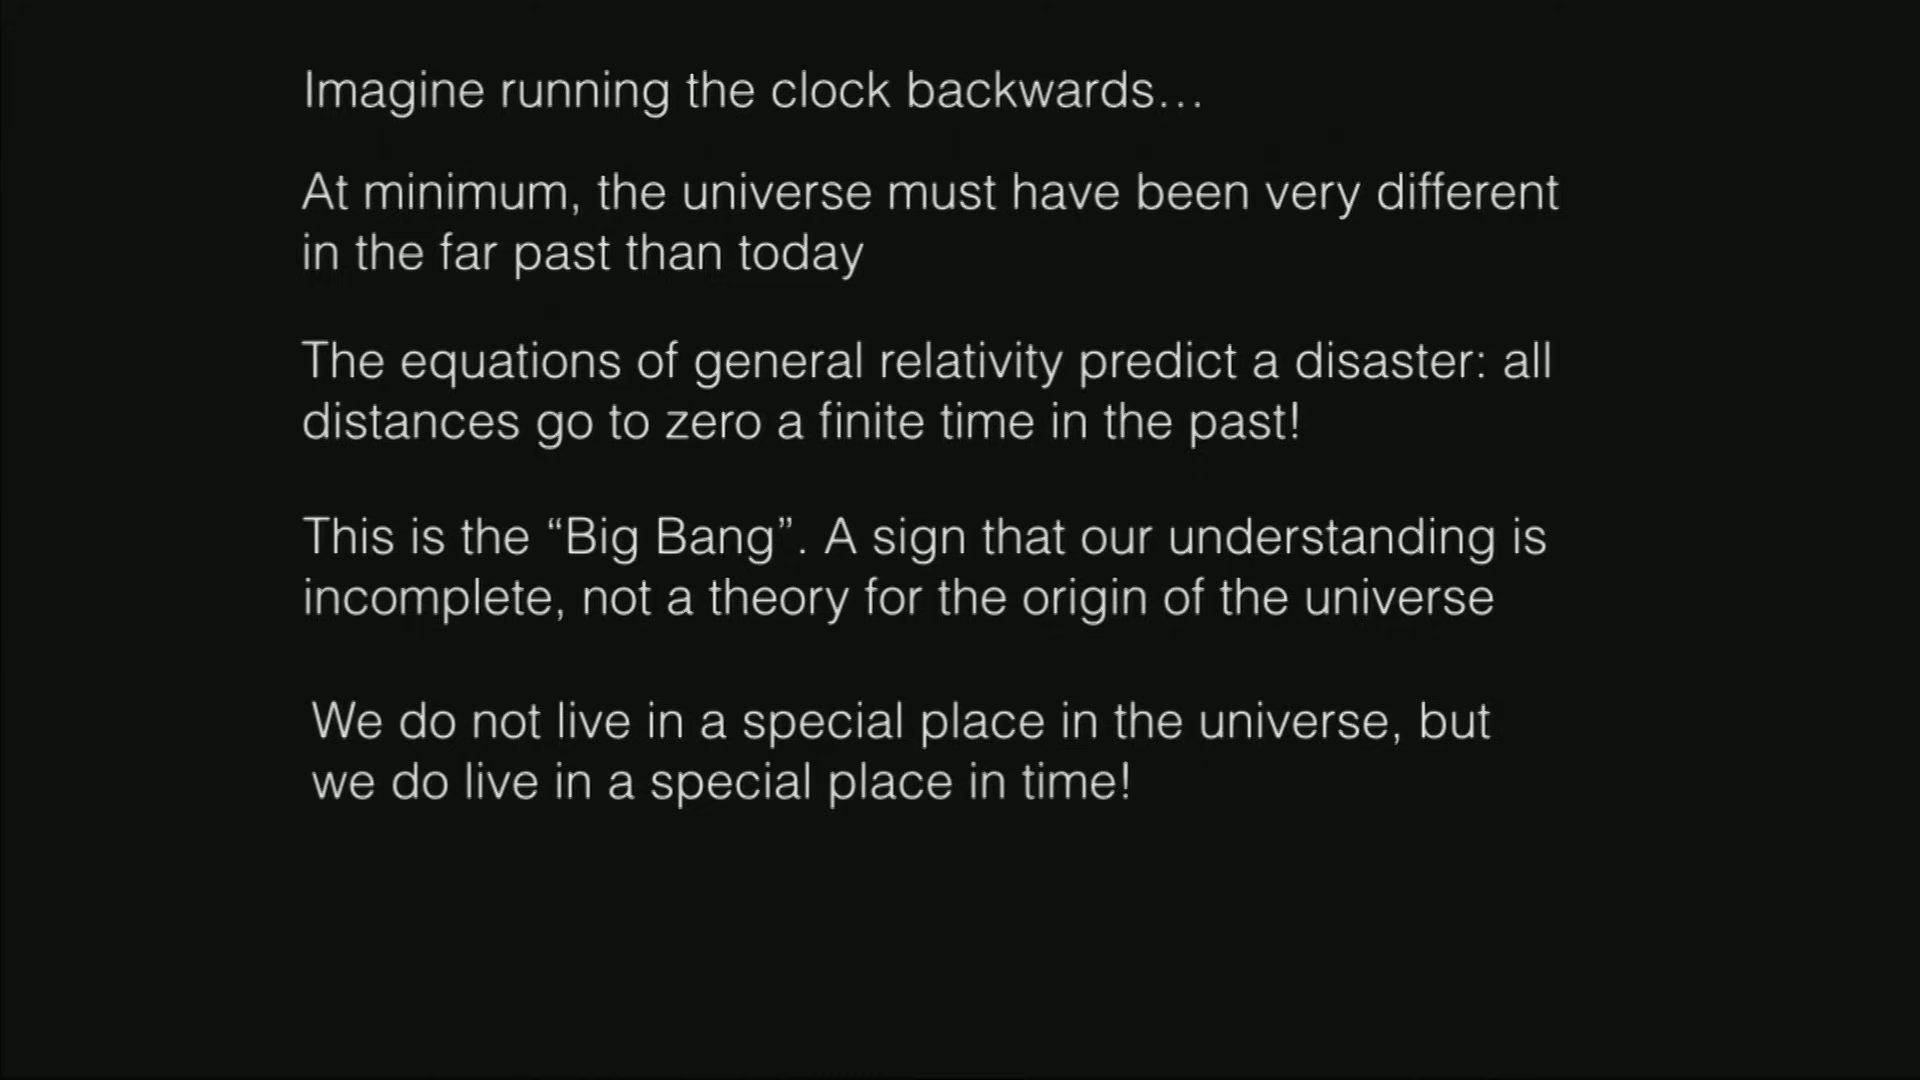 Imagine running the clock backwards…
At minimum, the universe must have been very different
in the far past than today
The equations of general relativity predict a disaster: all
distances go to zero a finite time in the past!
This is the “Big Bang”. A sign that our understanding is
incomplete, not a theory for the origin of the universe
We do not live in a special place in the universe, but
we do live in a special place in time!